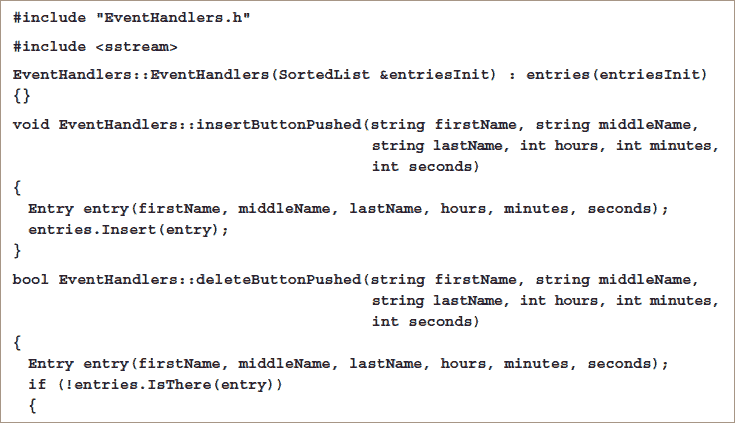 #include "EventHandlers.h"
#include <sstream>
EventHandlers::EventHandlers(SortedList &entriesInit) : entries(entriesInit)
{}
void EventHandlers::insertButtonPushed(string firstName, string middleName,
                                       string lastName, int hours, int minutes,
                                       int seconds)
{
  Entry entry(firstName, middleName, lastName, hours, minutes, seconds);
  entries.Insert(entry);
}
bool EventHandlers::deleteButtonPushed(string firstName, string middleName,
                                       string lastName, int hours, int minutes,
                                       int seconds)
{
  Entry entry(firstName, middleName, lastName, hours, minutes, seconds);
  if (!entries.IsThere(entry))
  {